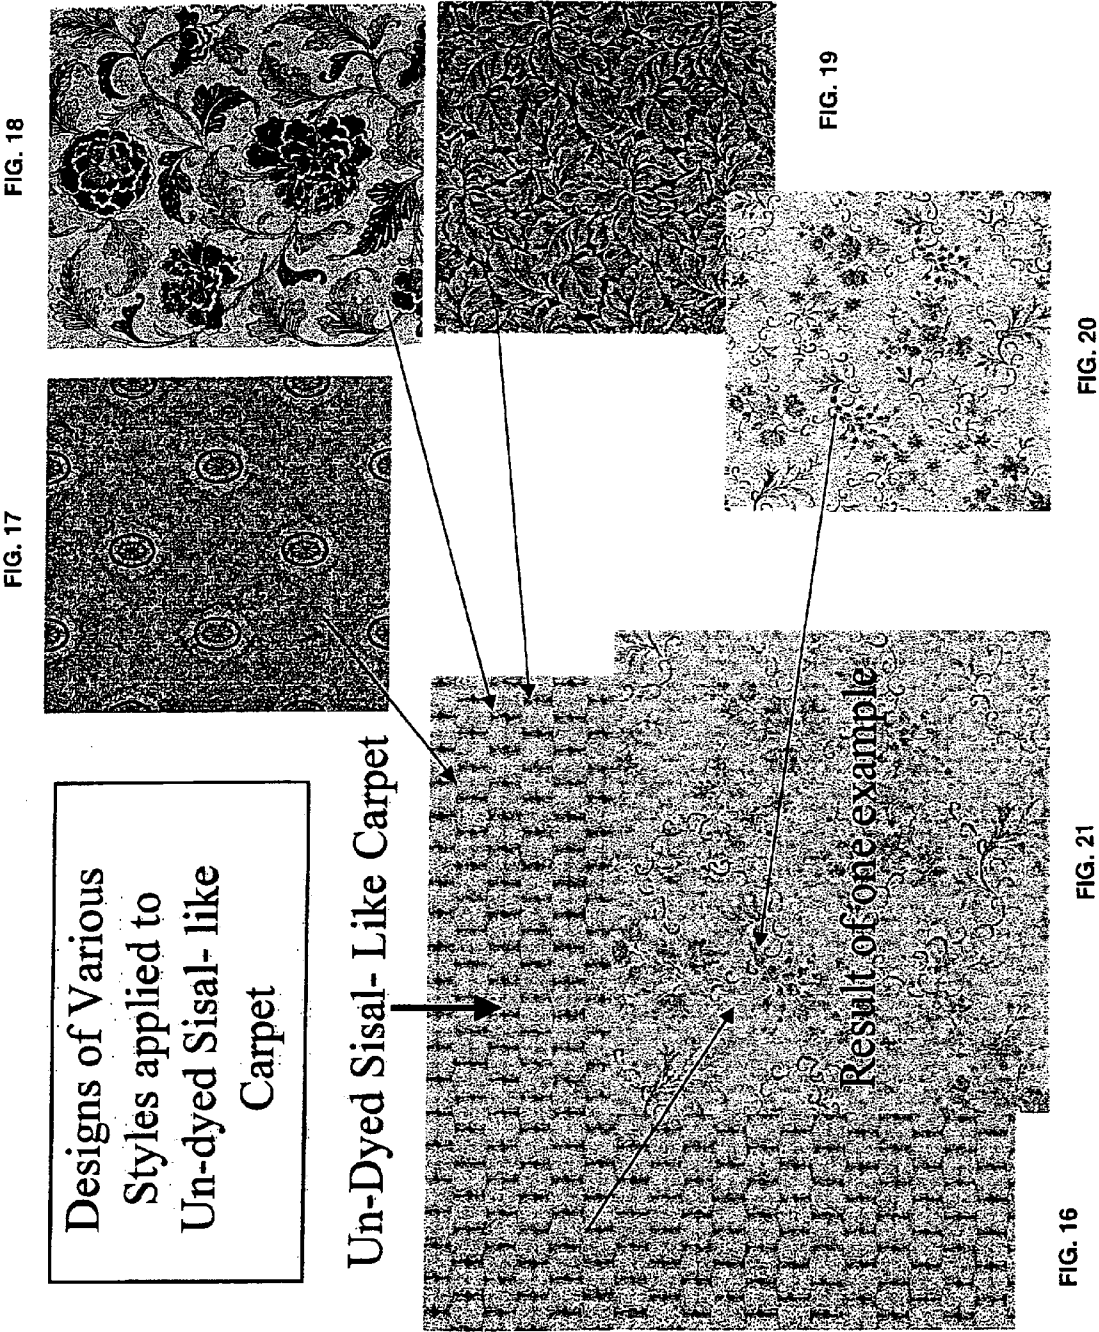 Designs of Various
Styles applied to
Un-dyed Sisal- like
Carpet
Un-Dyed Sisal- Like Carpet
Result of one example
FIG. 16
FIG. 17
FIG. 18
FIG. 19
FIG. 20
FIG. 21